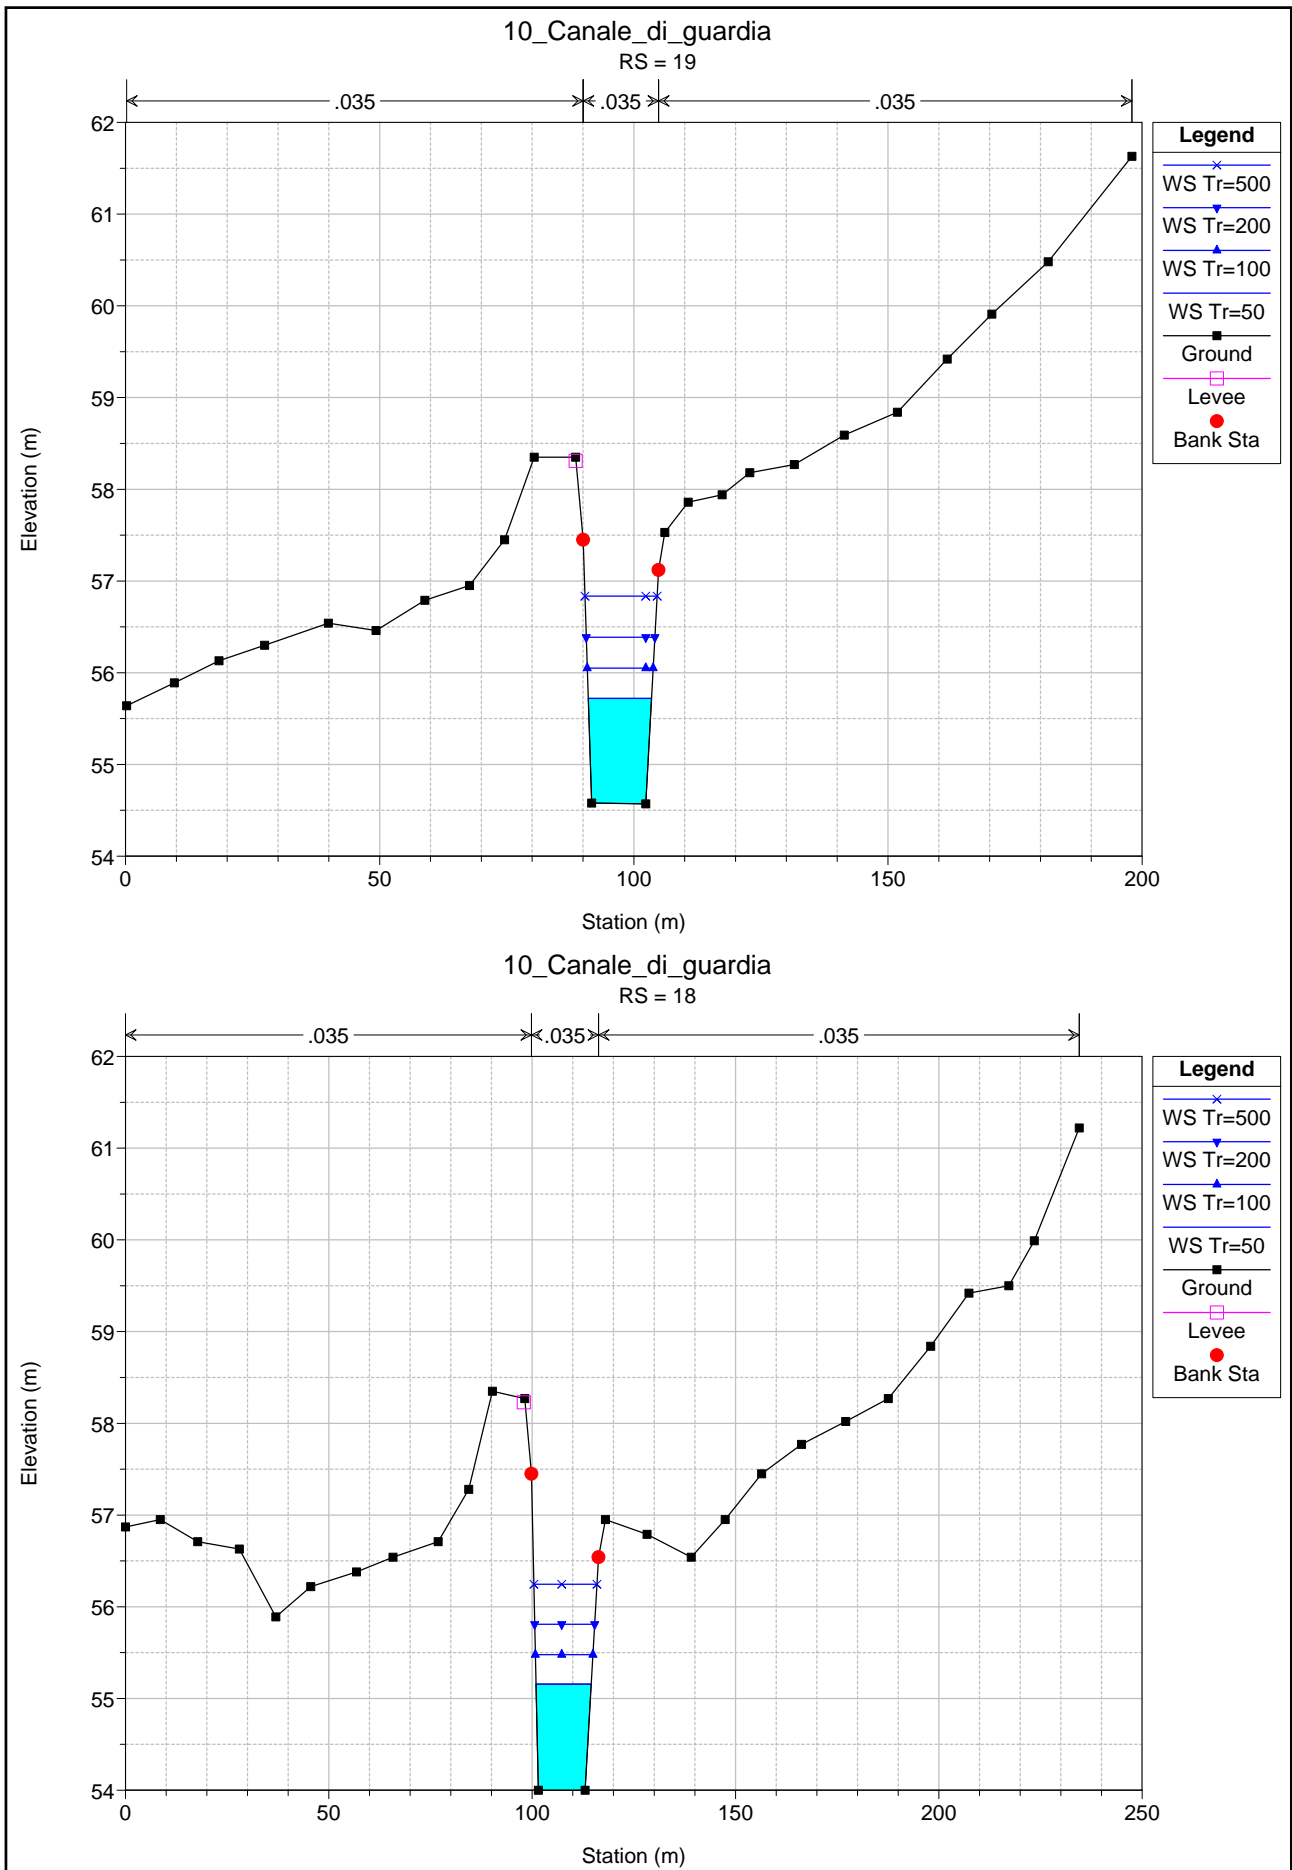 10_Canale_di_guardia
RS = 19
.035 .035 .035
62
61
60
59
58
57
56
55
54
Elevation (m)
0 50 100 150 200
Station (m)
Legend
WS Tr=500
WS Tr=200
WS Tr=100
WS Tr=50
Ground
Levee
Bank Sta
10_Canale_di_guardia
RS = 18
.035 .035 .035
62
61
60
59
58
57
56
55
54
Elevation (m)
0 50 100 150 200 250
Station (m)
Legend
WS Tr=500
WS Tr=200
WS Tr=100
WS Tr=50
Ground
Levee
Bank Sta